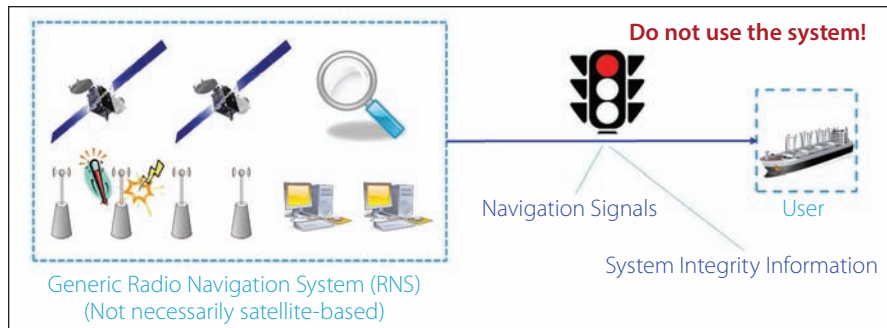 Do not use the system!
Navigation Signals
User
System Integrity Information
Generic Radio Navigation System (RNS)
(Not necessarily satellite-based)